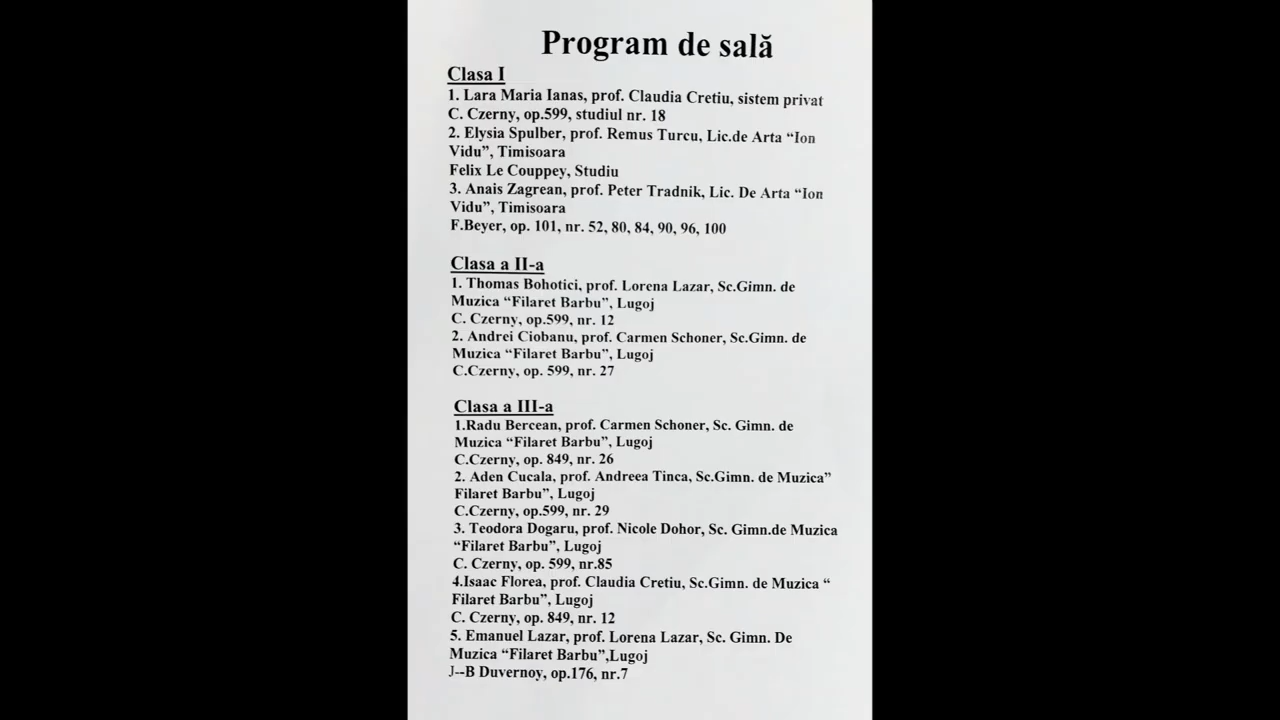 Program de sală
Clasa I
1. Lara Maria Ianas, prof. Claudia Cretiu, sistem privat
C. Czerny, op.599, studiul nr. 18
2. Elysia Spulber, prof. Remus Turcu, Lic.de Arta “Ion
Vidu”, Timisoara
Felix Le Couppey, Studiu
3. Anais Zagrean, prof. Peter Tradnik, Lic. De Arta “Ion
Vidu”, Timisoara
F.Beyer, op. 101, nr. 52, 80, 84, 90, 96, 100
Clasa a II-a
1. Thomas Bohotici, prof. Lorena Lazar, Sc.Gimn. de
Muzica “Filaret Barbu”, Lugoj
C. Czerny, op.599, nr. 12
2. Andrei Ciobanu, prof. Carmen Schoner, Sc.Gimn. de
Muzica “Filaret Barbu”, Lugoj
C.Czerny, op. 599, nr. 27
Clasa a III-a
1.Radu Bercean, prof. Carmen Schoner, Sc. Gimn. de
Muzica “Filaret Barbu”, Lugoj
C.Czerny, op. 849, nr. 26
2. Aden Cucala, prof. Andreea Tinca, Sc.Gimn. de Muzica”
Filaret Barbu”, Lugoj
C.Czerny, op.599, nr. 29
3. Teodora Dogaru, prof. Nicole Dohor, Sc. Gimn.de Muzica
“Filaret Barbu”, Lugoj
C. Czerny, op. 599, nr.85
4.Isaac Florea, prof. Claudia Cretiu, Sc.Gimn. de Muzica “
Filaret Barbu”, Lugoj
C. Czerny, op. 849, nr. 12
5. Emanuel Lazar, prof. Lorena Lazar, Sc. Gimn. De
Muzica “Filaret Barbu”,Lugoj
J--B Duvernoy, op.176, nr.7